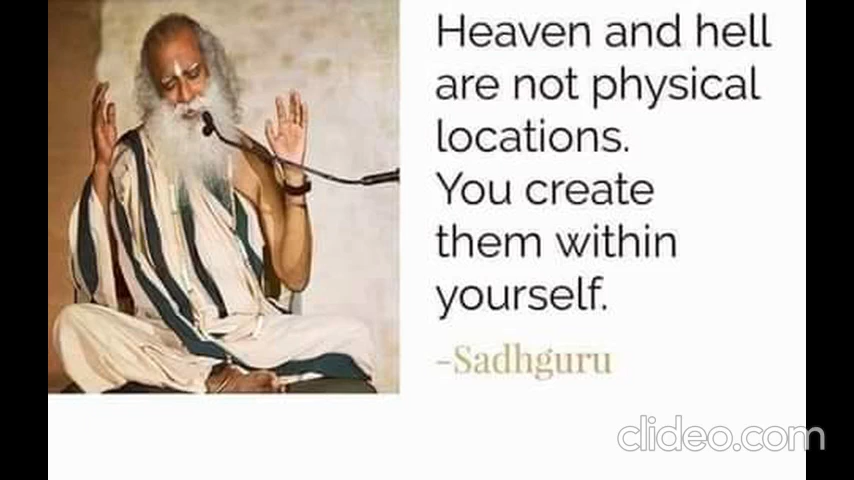 Heaven and hell
are not physical
locations.
You create
them within
yourself.
-Sadhguru
clideo.com